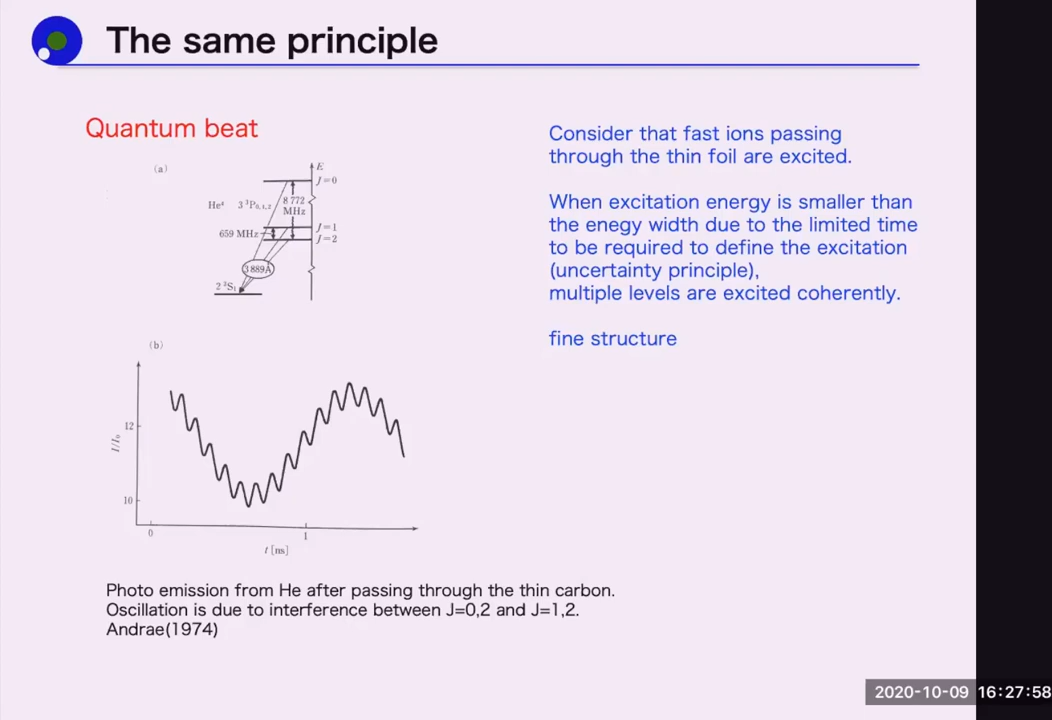 The same principle
Quantum beat
(a)
E
J=0
He⁴ 3 ³P₀,₁,₂
8 772
MHz
659 MHz
J=1
J=2
3 889Å
2 ³S₁
(b)
12
I/I₀
10
0
1
t [ns]
Photo emission from He after passing through the thin carbon.
Oscillation is due to interference between J=0,2 and J=1,2.
Andrae(1974)
Consider that fast ions passing
through the thin foil are excited.
When excitation energy is smaller than
the enegy width due to the limited time
to be required to define the excitation
(uncertainty principle),
multiple levels are excited coherently.
fine structure
2020-10-09 16:27:58